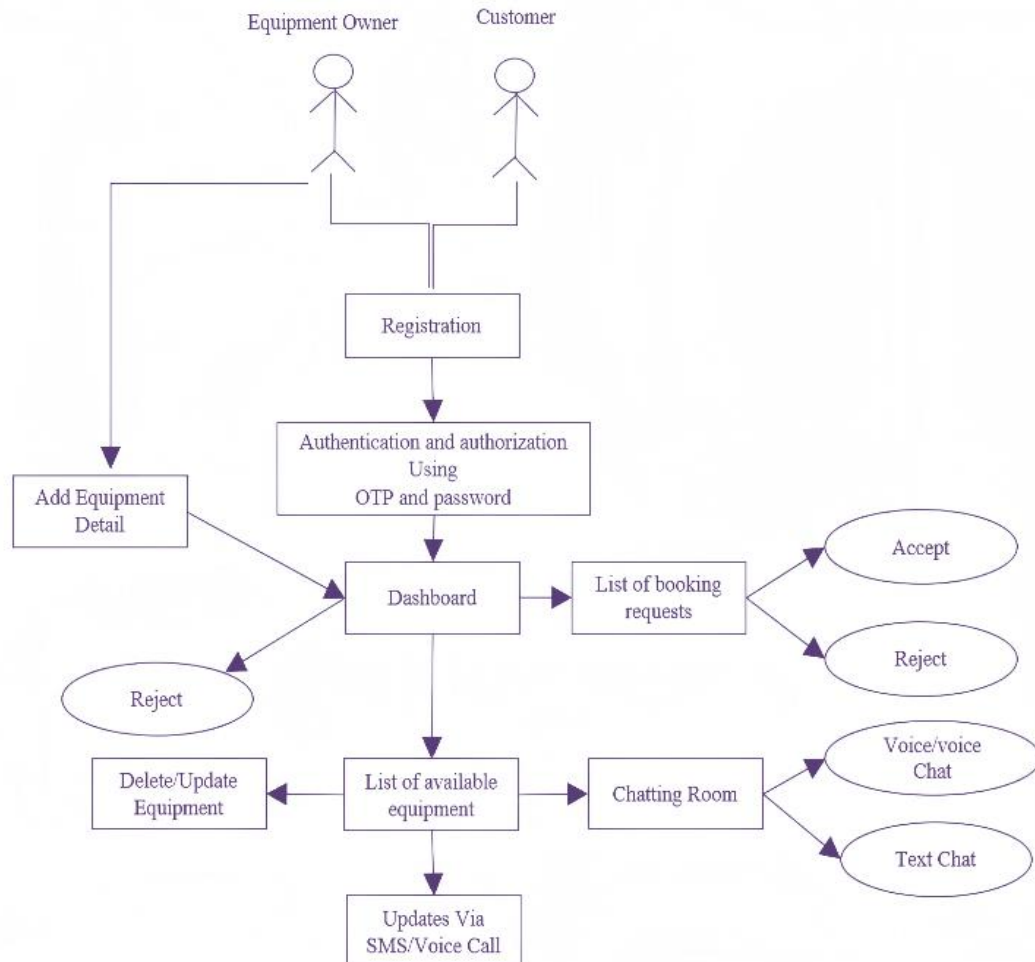 Equipment Owner
Customer
Registration
Authentication and authorization
Using
OTP and password
Add Equipment
Detail
Dashboard
List of booking
requests
Accept
Reject
Reject
Delete/Update
Equipment
List of available
equipment
Chatting Room
Voice/voice
Chat
Text Chat
Updates Via
SMS/Voice Call